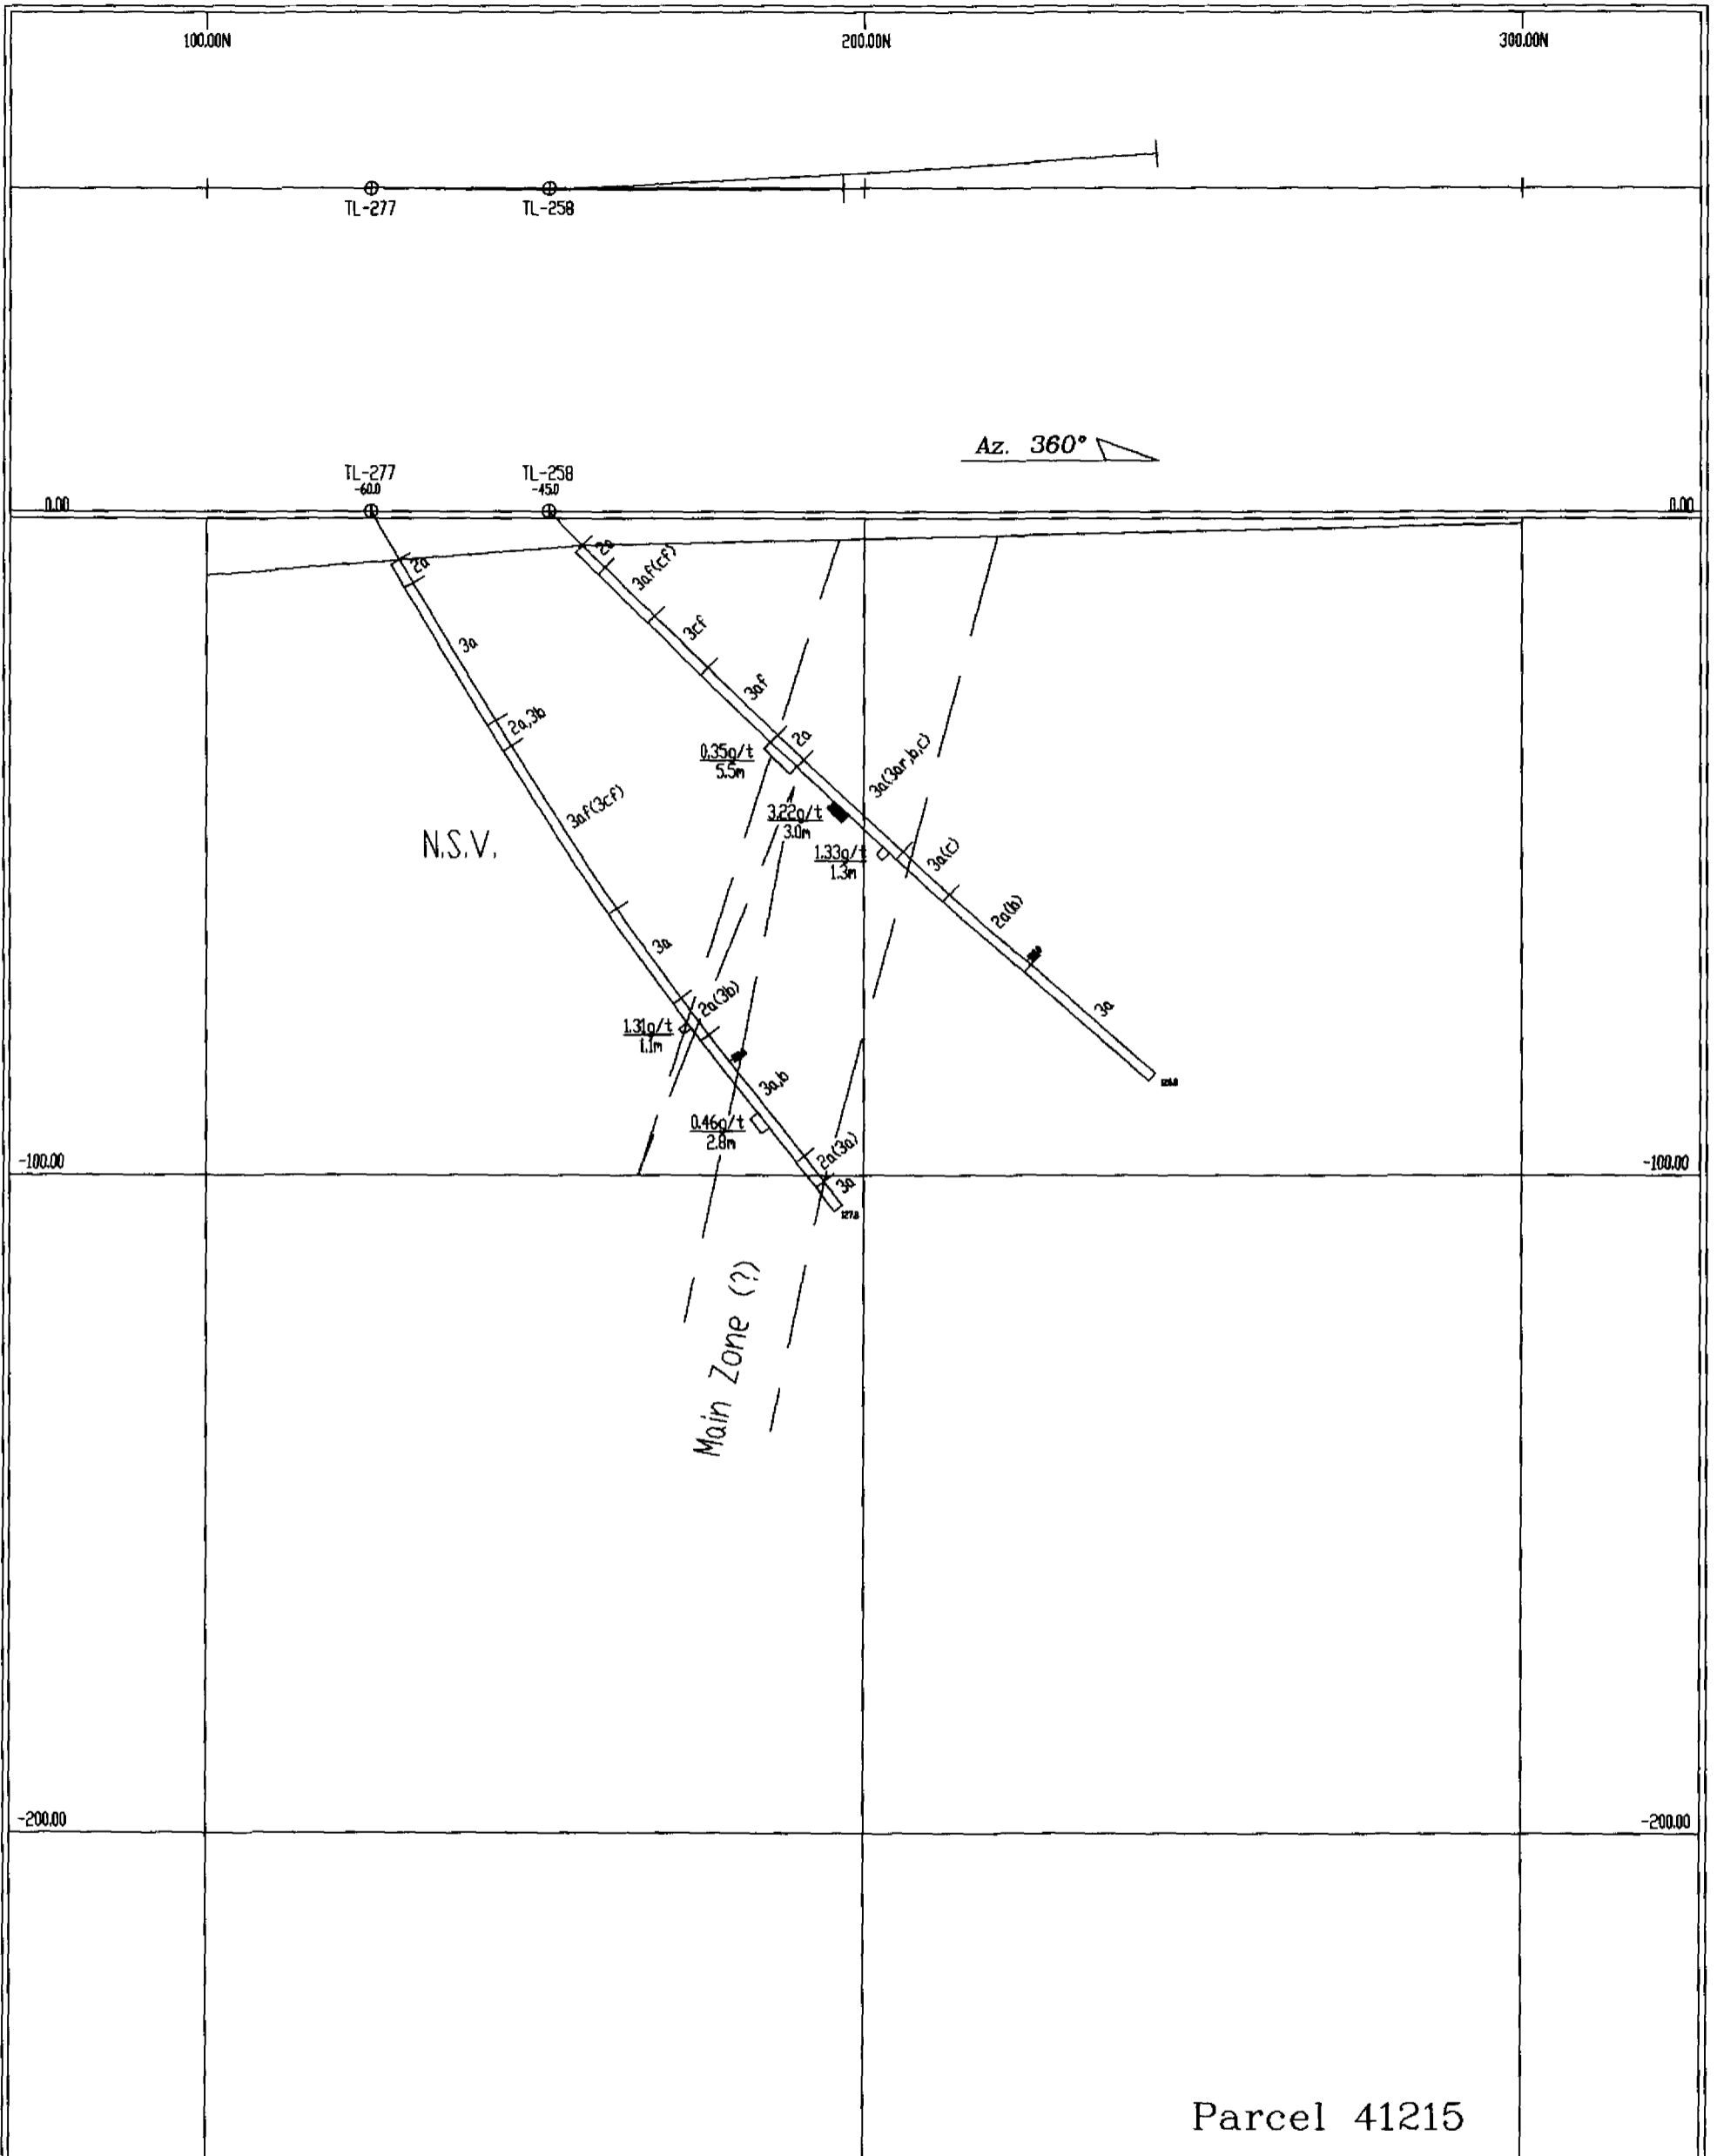 100.00N 200.00N 300.00N
TL-277 TL-258
Az. 360°
TL-277 TL-258
-60.0 -45.0
0.00 0.00
2a 2a
3af(cf)
3cf
3a
3af
2a,3b
2a
0.35g/t
5.5m
3a(3ar,b,c)
3af(3cf)
3.22g/t
3.0m
N.S.V.
1.33g/t
1.3m
3a(c)
2a(b)
3a
2a(3b)
3a
1.31g/t
1.1m
3a,b
0.46g/t
2.8m
2a(3a)
-100.00 -100.00
3a
127.8
Main Zone (?)
-200.00 -200.00
Parcel 41215